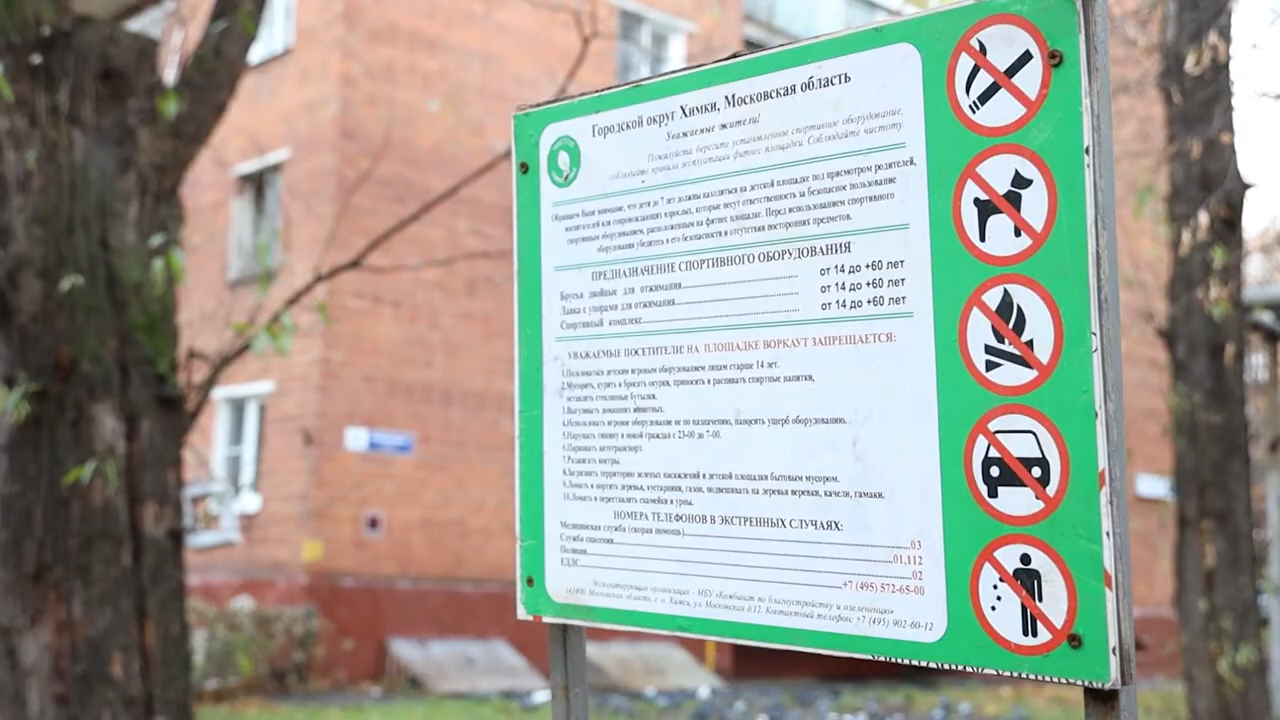 Городской округ Химки, Московская область
Уважаемые жители!
Пожалуйста, берегите установленное спортивное оборудование,
соблюдайте правила эксплуатации фитнес площадки. Соблюдайте чистоту.
Обращаем Ваше внимание, что дети до 7 лет должны находиться на детской площадке под присмотром родителей,
воспитателей или сопровождающих взрослых, которые несут ответственность за безопасное пользование
спортивным оборудованием, расположенным на фитнес площадке. Перед использованием спортивного
оборудования убедитесь в его безопасности и отсутствии посторонних предметов.
ПРЕДНАЗНАЧЕНИЕ СПОРТИВНОГО ОБОРУДОВАНИЯ
Брусья двойные для отжимания от 14 до +60 лет
Лавка с упорами для отжимания от 14 до +60 лет
Спортивный комплекс от 14 до +60 лет
УВАЖАЕМЫЕ ПОСЕТИТЕЛИ! НА ПЛОЩАДКЕ ВОРКАУТ ЗАПРЕЩАЕТСЯ:
1.Пользоваться детским игровым оборудованием лицам старше 14 лет.
2.Мусорить, курить и бросать окурки, приносить и распивать спиртные напитки,
оставлять стеклянные бутылки.
3.Выгуливать домашних животных.
4.Использовать игровое оборудование не по назначению, наносить ущерб оборудованию.
5.Нарушать тишину и покой граждан с 23-00 до 7-00.
6.Парковать автотранспорт.
7.Разжигать костры.
8.Загрязнять территорию зеленых насаждений и детской площадки бытовым мусором.
9.Ломать и портить деревья, кустарники, газон, подвешивать на деревья веревки, качели, гамаки.
10.Ломать и переставлять скамейки и урны.
НОМЕРА ТЕЛЕФОНОВ В ЭКСТРЕННЫХ СЛУЧАЯХ:
Медицинская служба (скорая помощь) 03
Служба спасения 01,112
Полиция 02
ЕДДС +7 (495) 572-65-00
Эксплуатирующая организация - МБУ «Комбинат по благоустройству и озеленению»
Московская область, г. о. Химки, ул. Московская д.12. Контактный телефон: +7 (495) 902-60-12